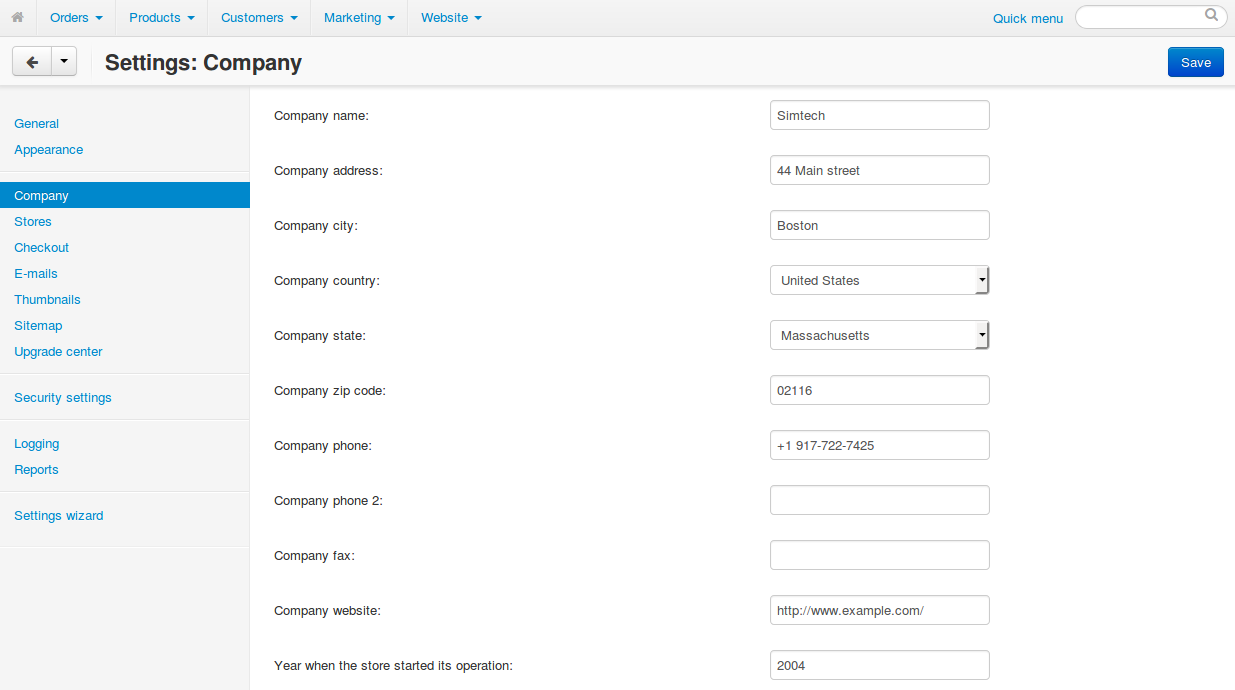 Orders Products Customers Marketing Website Quick menu
Settings: Company Save
General
Appearance
Company
Stores
Checkout
E-mails
Thumbnails
Sitemap
Upgrade center
Security settings
Logging
Reports
Settings wizard
Company name: Simtech
Company address: 44 Main street
Company city: Boston
Company country: United States
Company state: Massachusetts
Company zip code: 02116
Company phone: +1 917-722-7425
Company phone 2:
Company fax:
Company website: http://www.example.com/
Year when the store started its operation: 2004